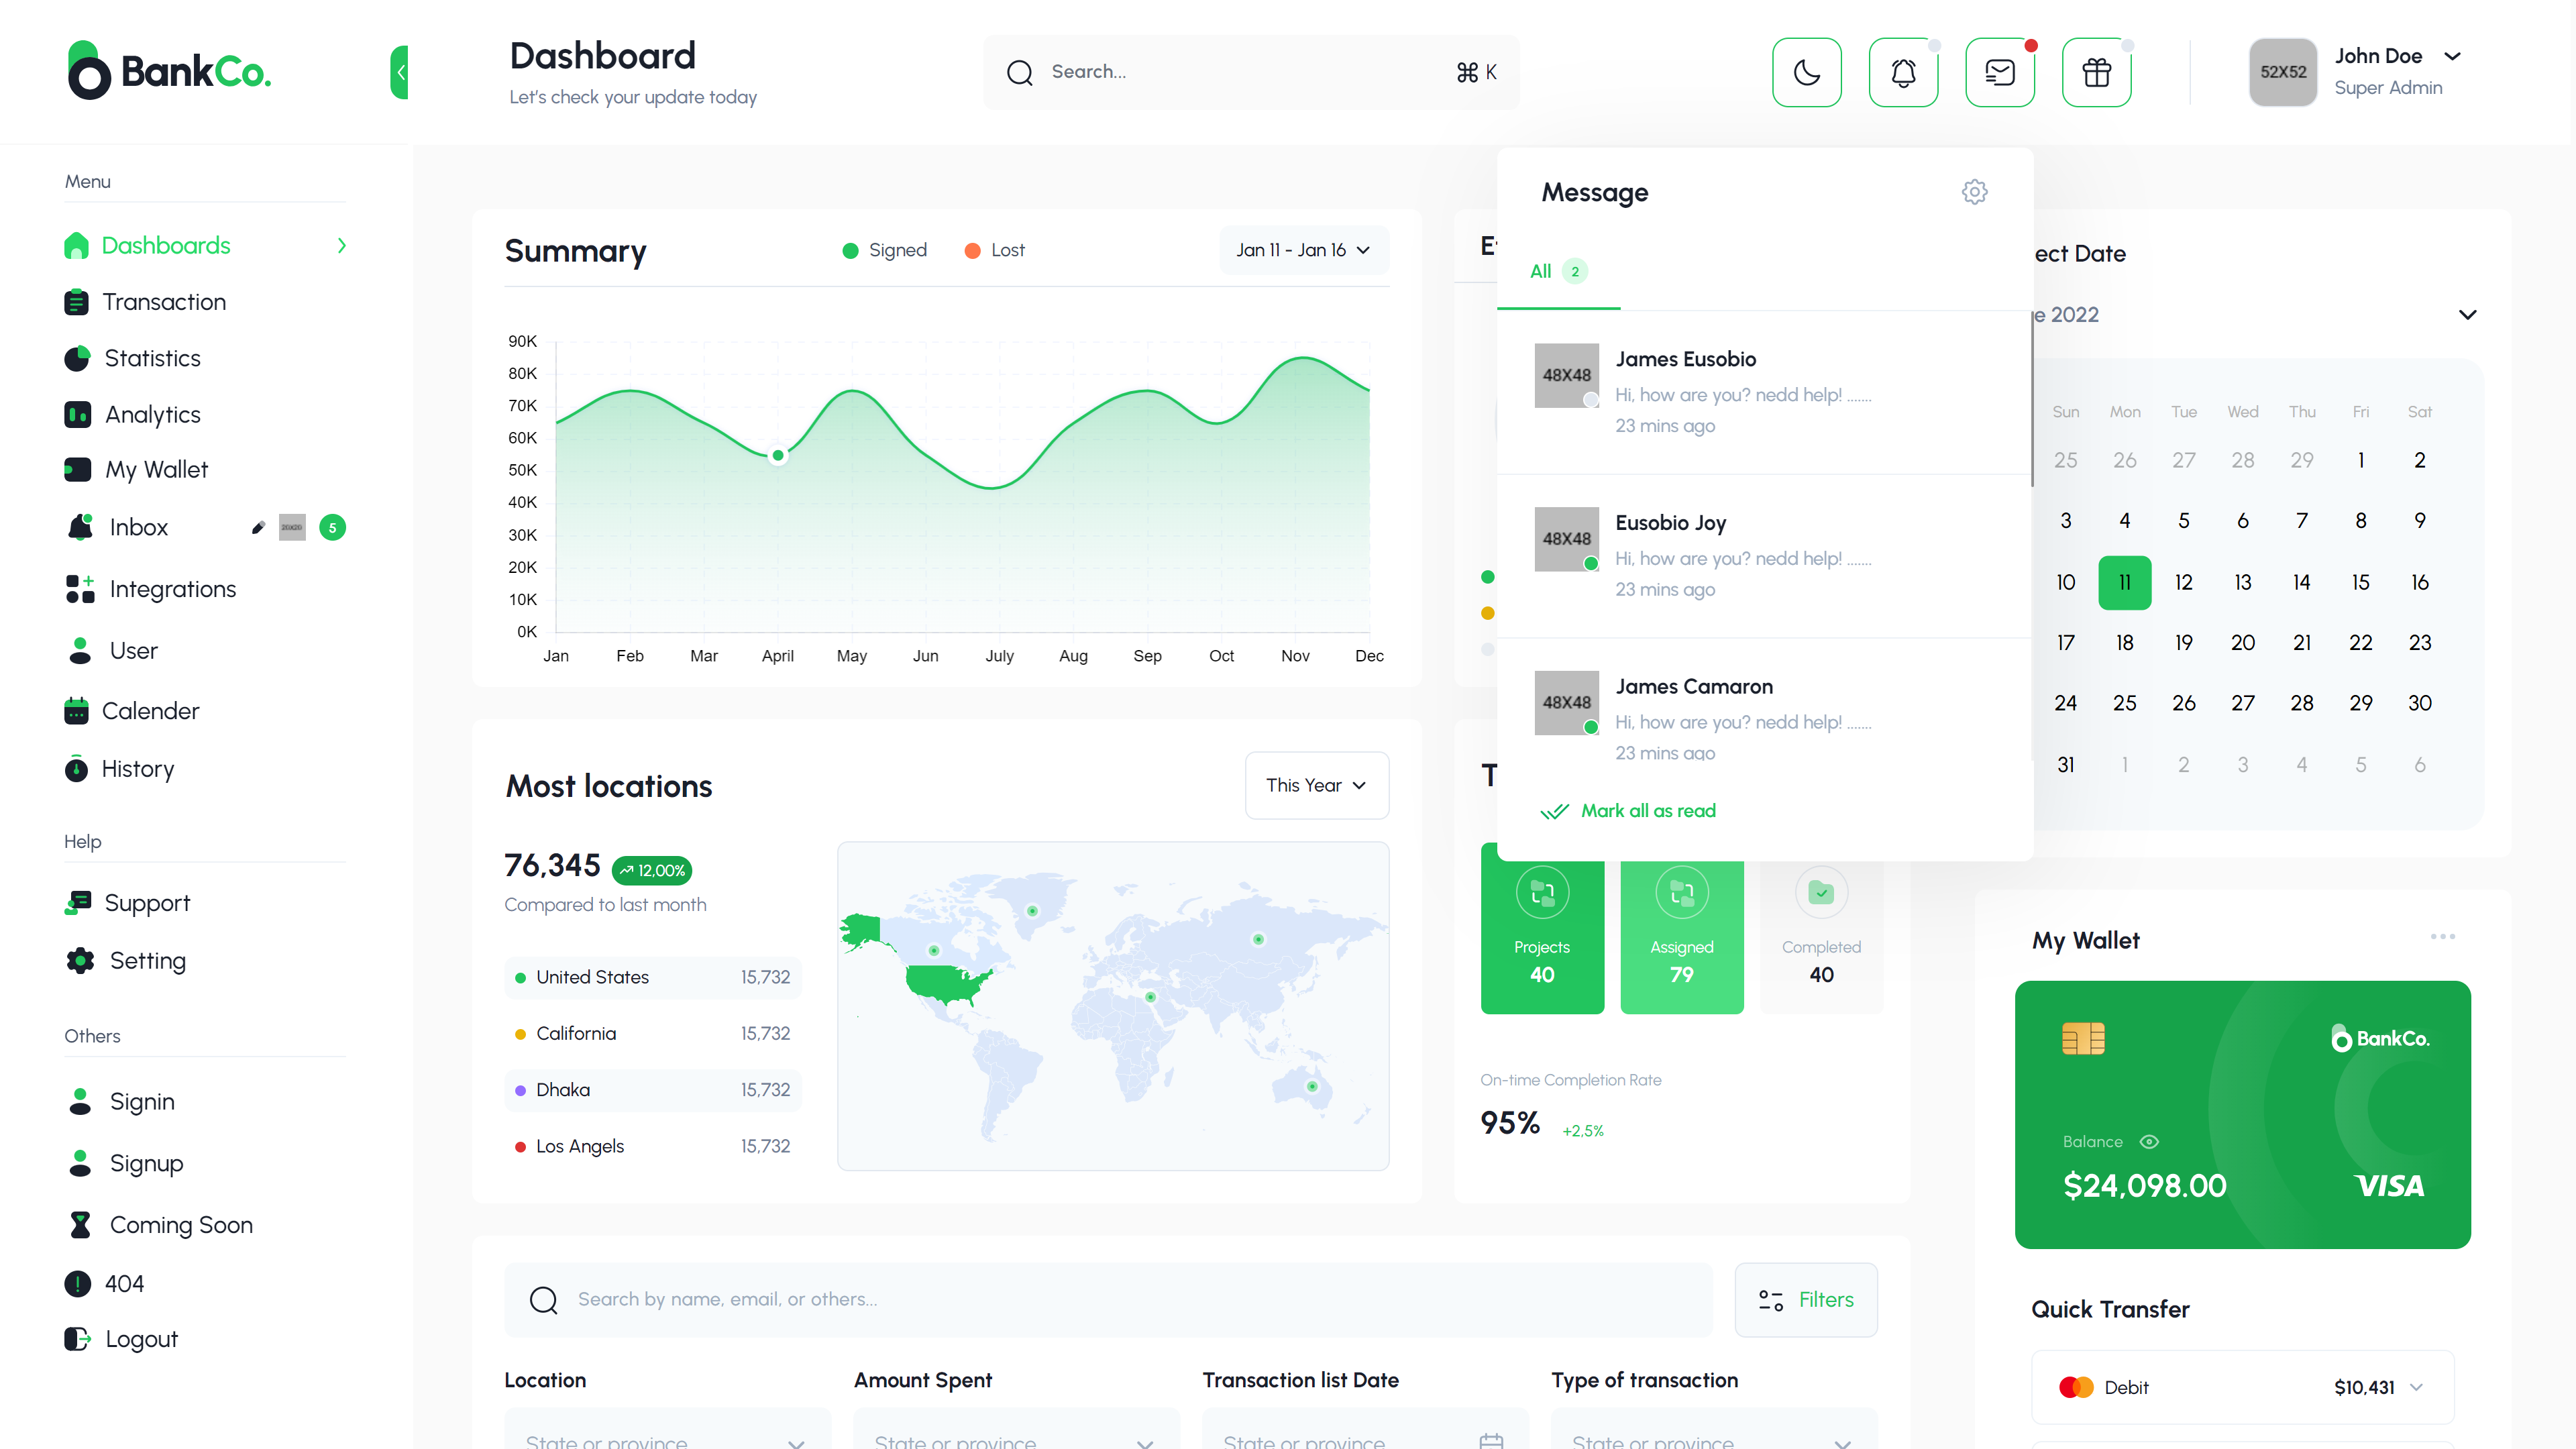 BankCo.
Dashboard
Let's check your update today
Search...
⌘ K
52X52
John Doe
Super Admin
Menu
Dashboards
Transaction
Statistics
Analytics
My Wallet
Inbox
20X20
5
Integrations
User
Calender
History
Help
Support
Setting
Others
Signin
Signup
Coming Soon
404
Logout
Summary
Signed
Lost
Jan 11 - Jan 16
90K
80K
70K
60K
50K
40K
30K
20K
10K
0K
Jan Feb Mar April May Jun July Aug Sep Oct Nov Dec
Message
All 2
48X48
James Eusobio
Hi, how are you? nedd help! .......
23 mins ago
48X48
Eusobio Joy
Hi, how are you? nedd help! .......
23 mins ago
48X48
James Camaron
Hi, how are you? nedd help! .......
23 mins ago
Mark all as read
ect Date
e 2022
Sun Mon Tue Wed Thu Fri Sat
25 26 27 28 29 1 2
3 4 5 6 7 8 9
10 11 12 13 14 15 16
17 18 19 20 21 22 23
24 25 26 27 28 29 30
31 1 2 3 4 5 6
Most locations
This Year
76,345
12,00%
Compared to last month
United States 15,732
California 15,732
Dhaka 15,732
Los Angels 15,732
T
Projects
40
Assigned
79
Completed
40
On-time Completion Rate
95% +2,5%
My Wallet
BankCo.
Balance
$24,098.00
VISA
Quick Transfer
Debit
$10,431
Search by name, email, or others...
Filters
Location
Amount Spent
Transaction list Date
Type of transaction
State or province
State or province
State or province
State or province